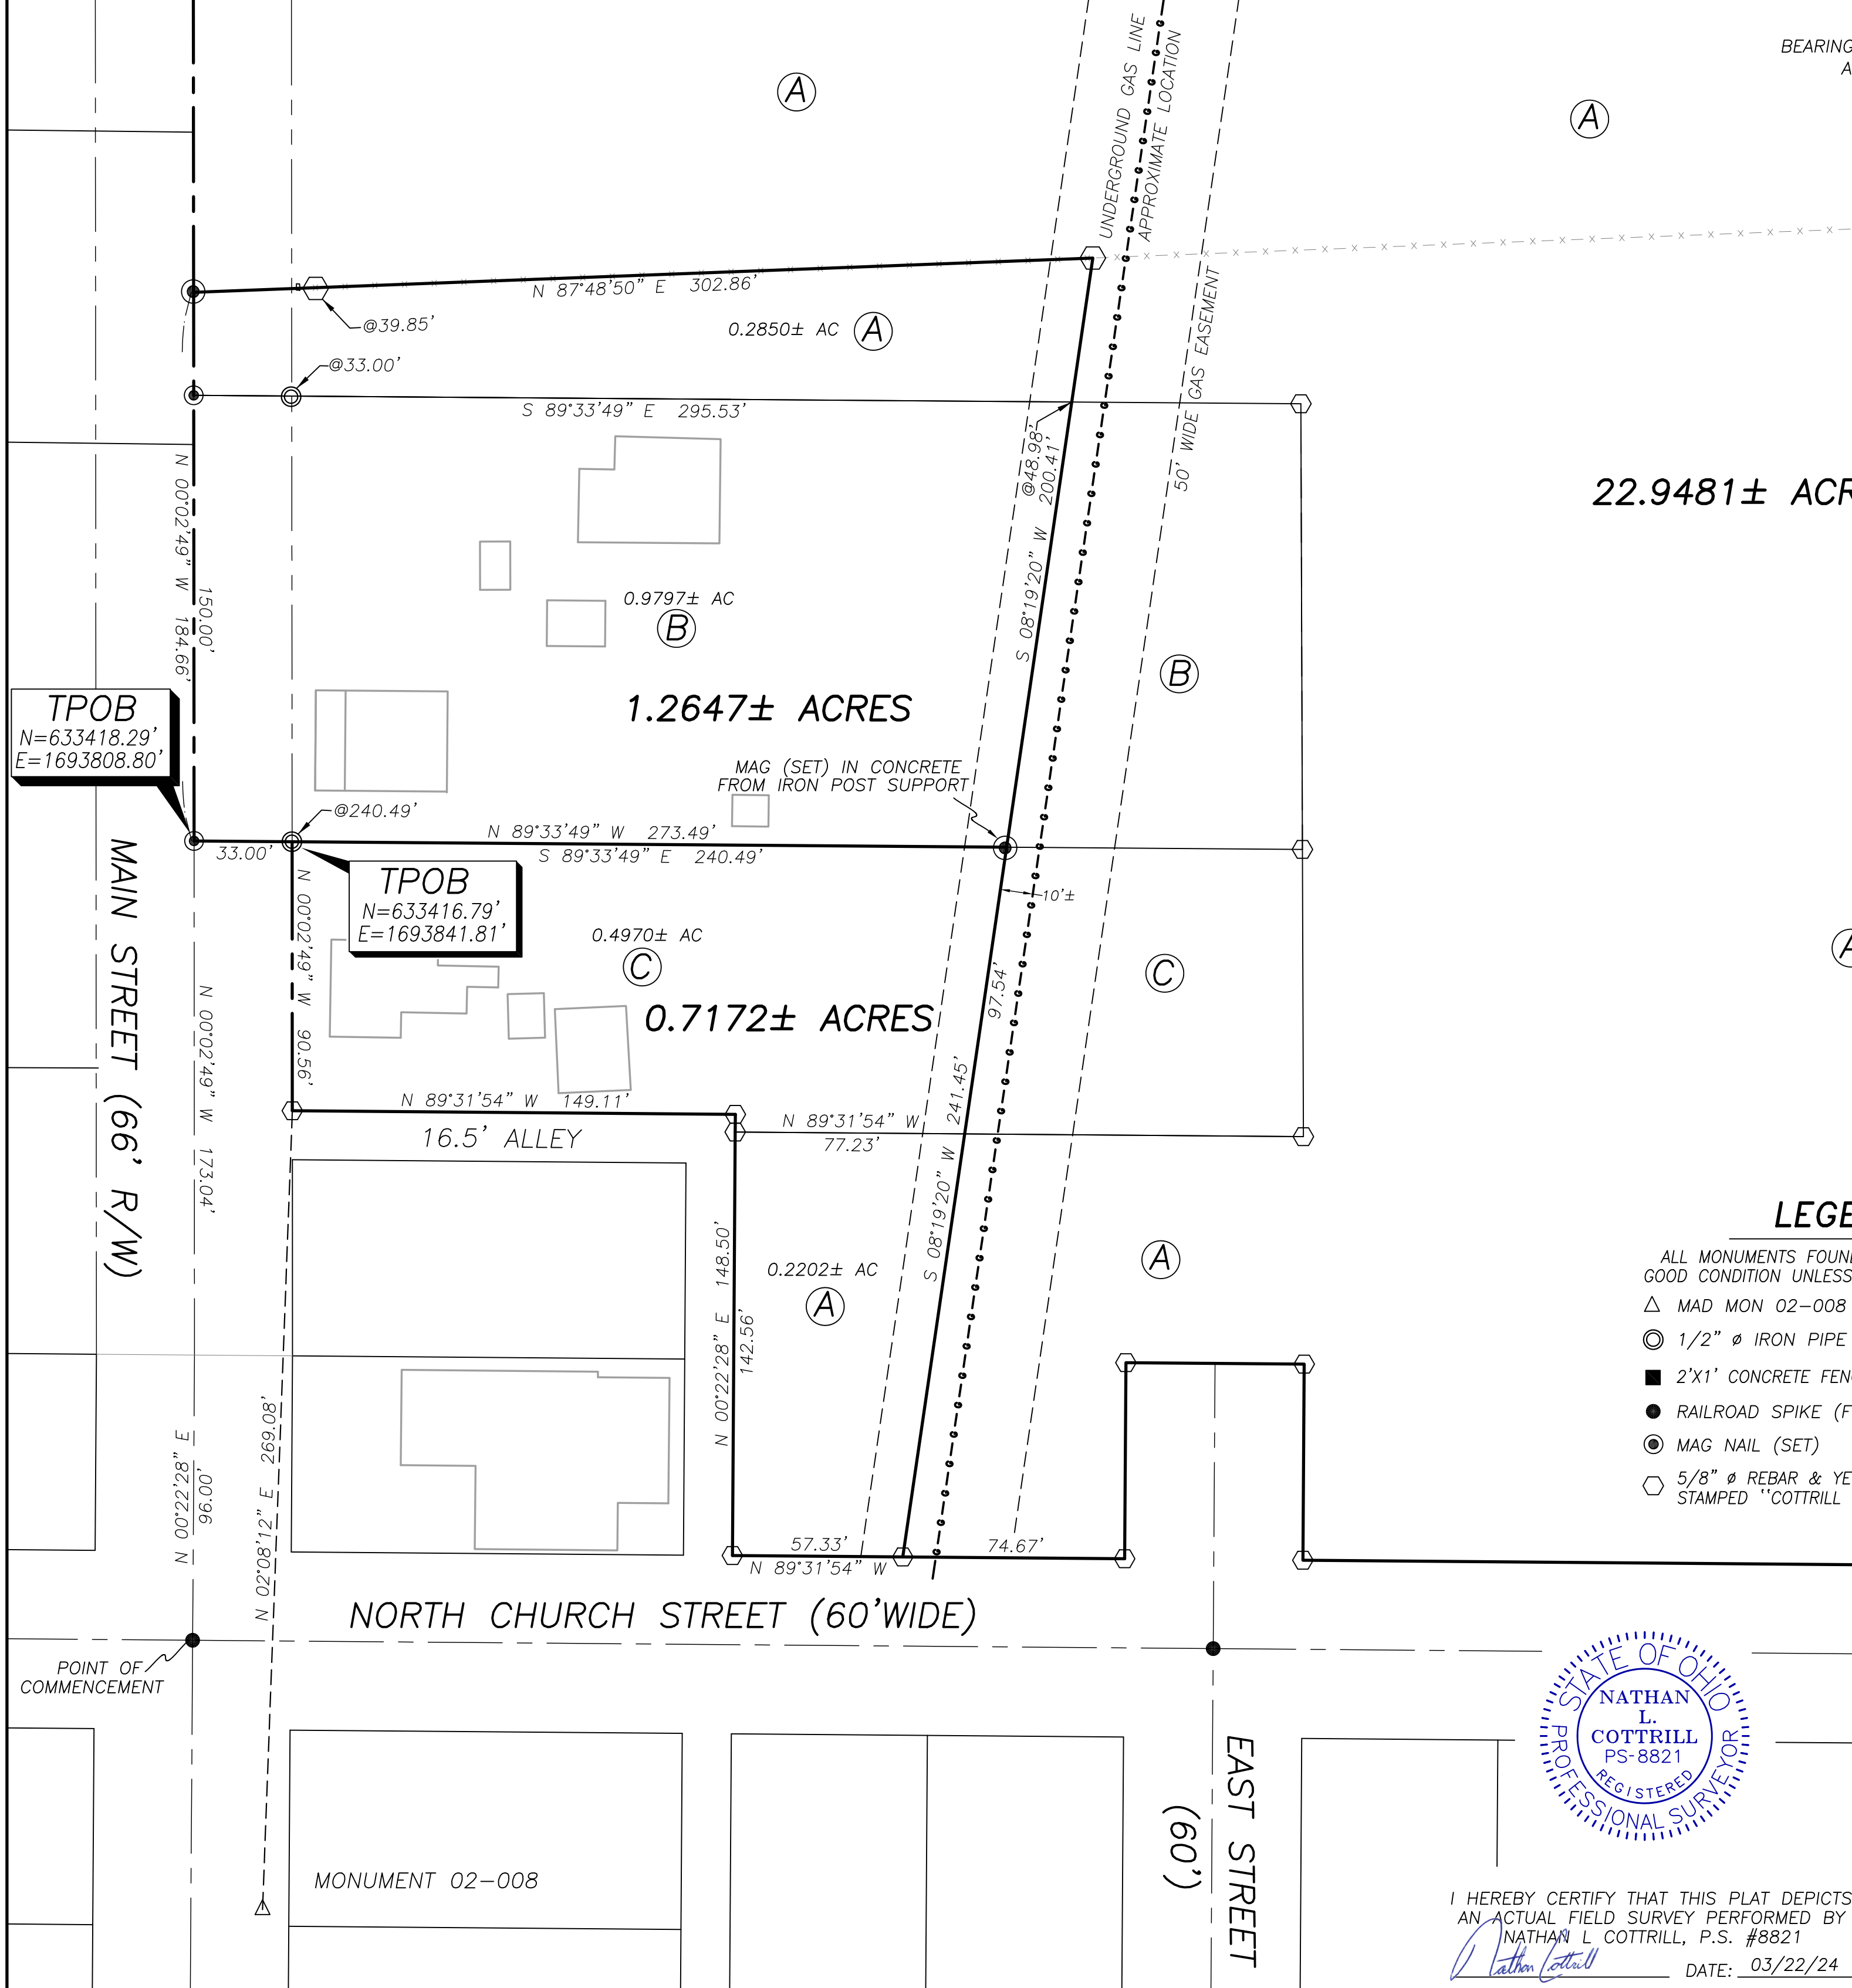 BEARING
A
UNDERGROUND GAS LINE
APPROXIMATE LOCATION
A
A
N 87°48'50" E 302.86'
@39.85'
0.2850± AC
A
@33.00'
50' WIDE GAS EASEMENT
S 89°33'49" E 295.53'
@48.98'
200.41'
S 08°19'20" W
22.9481± ACR
N 00°02'49" W 184.66'
150.00'
0.9797± AC
B
B
1.2647± ACRES
TPOB
N=633418.29'
E=1693808.80'
MAG (SET) IN CONCRETE
FROM IRON POST SUPPORT
@240.49'
N 89°33'49" W 273.49'
33.00'
S 89°33'49" E 240.49'
TPOB
N=633416.79'
E=1693841.81'
10'±
N 00°02'49" W 90.56'
0.4970± AC
C
C
A
97.54'
0.7172± ACRES
MAIN STREET (66' R/W)
N 00°02'49" W 173.04'
S 08°19'20" W 241.45'
N 89°31'54" W 149.11'
N 89°31'54" W
77.23'
16.5' ALLEY
N 00°22'28" E 148.50'
142.56'
0.2202± AC
A
A
LEGE
ALL MONUMENTS FOUN
GOOD CONDITION UNLESS
MAD MON 02-008
1/2" ø IRON PIPE
2'X1' CONCRETE FEN
RAILROAD SPIKE (F
MAG NAIL (SET)
5/8" ø REBAR & YE
STAMPED "COTTRILL
N 00°22'28" E
96.00'
N 02°08'12" E 269.08'
57.33'
74.67'
N 89°31'54" W
NORTH CHURCH STREET (60'WIDE)
POINT OF
COMMENCEMENT
STATE OF OHIO
NATHAN
L.
COTTRILL
PS-8821
REGISTERED
PROFESSIONAL SURVEYOR
EAST STREET
(60')
MONUMENT 02-008
I HEREBY CERTIFY THAT THIS PLAT DEPICTS
AN ACTUAL FIELD SURVEY PERFORMED BY
NATHAN L COTTRILL, P.S. #8821
Nathan Cottrill
DATE: 03/22/24